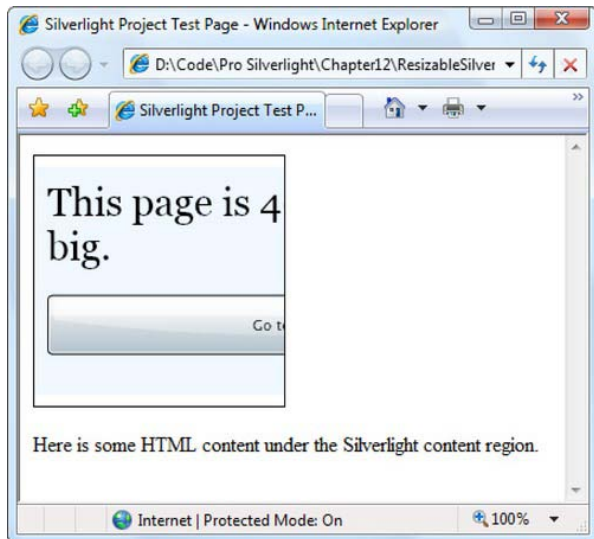 Silverlight Project Test Page - Windows Internet Explorer
D:\Code\Pro Silverlight\Chapter12\ResizableSilver
Silverlight Project Test P...
This page is 4
big.
Go to
Here is some HTML content under the Silverlight content region.
Internet | Protected Mode: On
100%